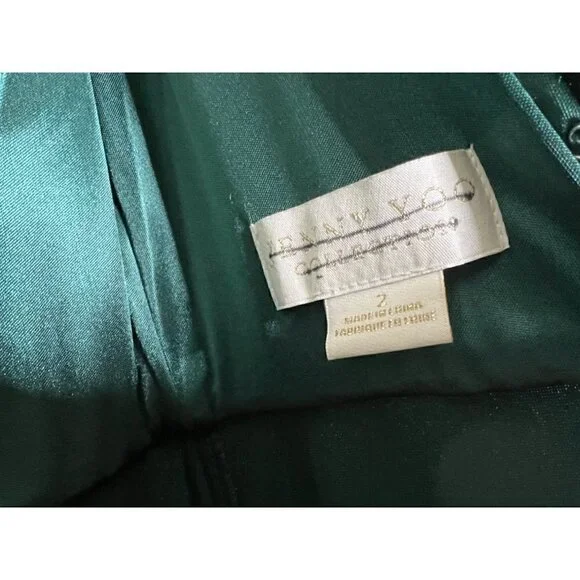 JENNY YOO
COLLECTION
2
MADE IN CHINA
FABRIQUE EN CHINE